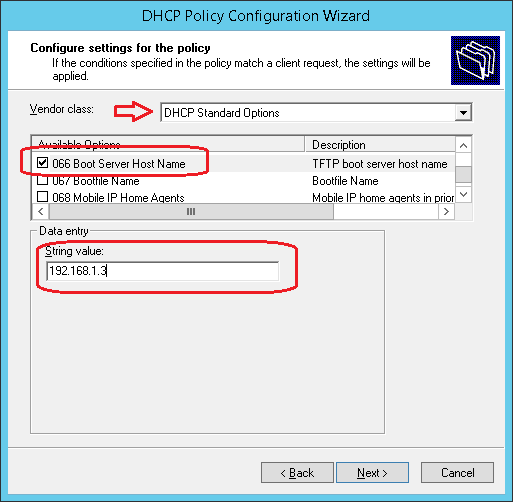 DHCP Policy Configuration Wizard
Configure settings for the policy
If the conditions specified in the policy match a client request, the settings will be
applied.
Vendor class:
DHCP Standard Options
Available Options
Description
066 Boot Server Host Name
TFTP boot server host name
067 Bootfile Name
Bootfile Name
068 Mobile IP Home Agents
Mobile IP home agents in prior
Data entry
String value:
192.168.1.3
< Back
Next >
Cancel